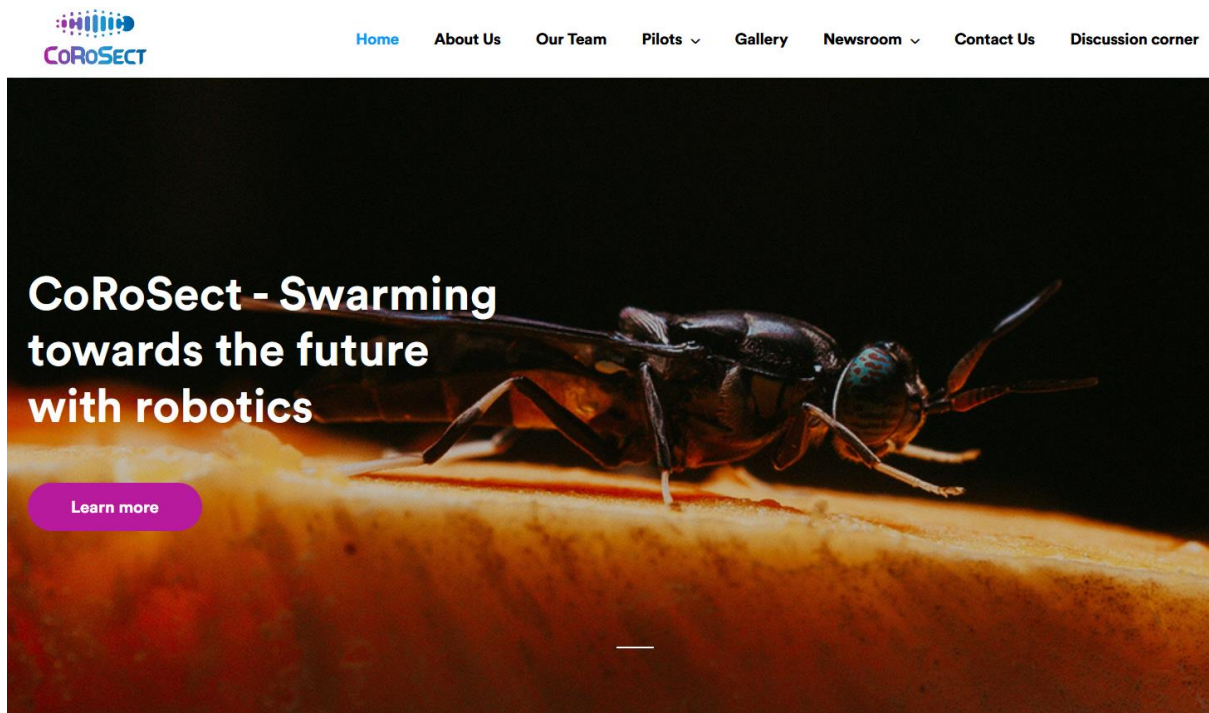 CoRoSect
Home About Us Our Team Pilots Gallery Newsroom Contact Us Discussion corner
CoRoSect - Swarming
towards the future
with robotics
Learn more